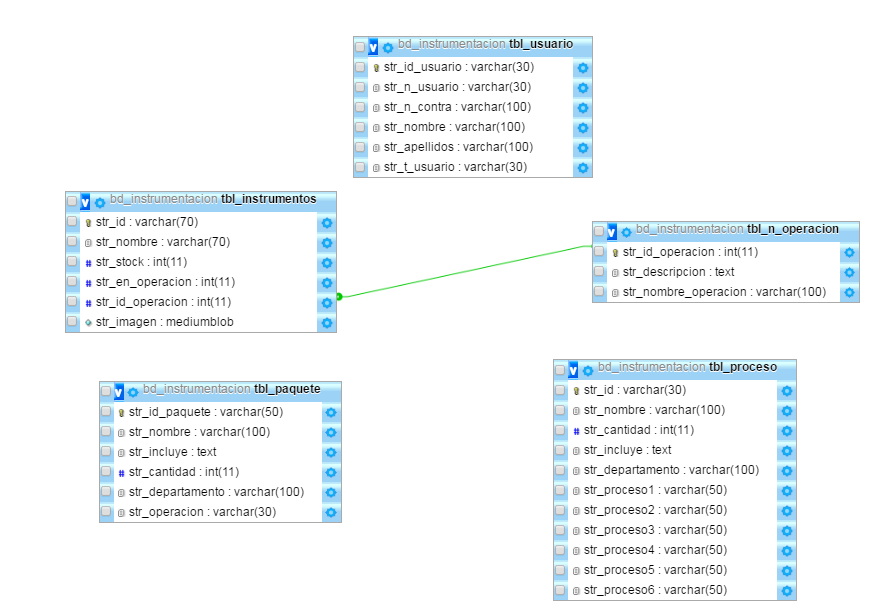 bd_instrumentacion tbl_usuario
str_id_usuario : varchar(30)
str_n_usuario : varchar(30)
str_n_contra : varchar(100)
str_nombre : varchar(100)
str_apellidos : varchar(100)
str_t_usuario : varchar(30)
bd_instrumentacion tbl_instrumentos
str_id : varchar(70)
str_nombre : varchar(70)
str_stock : int(11)
str_en_operacion : int(11)
str_id_operacion : int(11)
str_imagen : mediumblob
bd_instrumentacion tbl_n_operacion
str_id_operacion : int(11)
str_descripcion : text
str_nombre_operacion : varchar(100)
bd_instrumentacion tbl_paquete
str_id_paquete : varchar(50)
str_nombre : varchar(100)
str_incluye : text
str_cantidad : int(11)
str_departamento : varchar(100)
str_operacion : varchar(30)
bd_instrumentacion tbl_proceso
str_id : varchar(30)
str_nombre : varchar(100)
str_cantidad : int(11)
str_incluye : text
str_departamento : varchar(100)
str_proceso1 : varchar(50)
str_proceso2 : varchar(50)
str_proceso3 : varchar(50)
str_proceso4 : varchar(50)
str_proceso5 : varchar(50)
str_proceso6 : varchar(50)